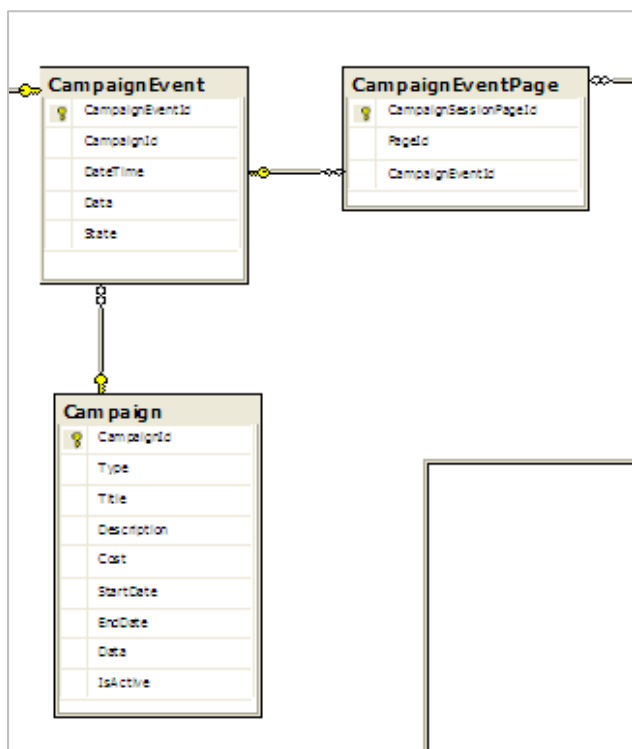 CampaignEvent
CampaignEventId
CampaignId
DateTime
Data
State
CampaignEventPage
CampaignSessionPageId
PageId
CampaignEventId
Campaign
CampaignId
Type
Title
Description
Cost
StartDate
EndDate
Data
IsActive